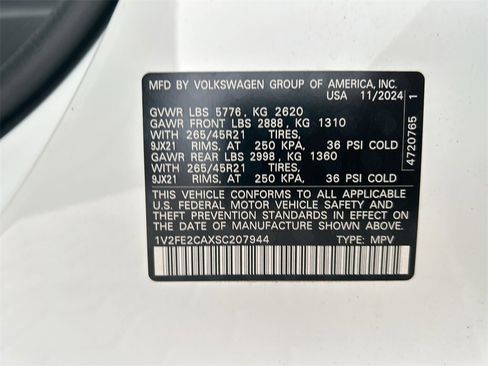 MFD BY VOLKSWAGEN GROUP OF AMERICA, INC.
USA 11/2024
GVWR LBS 5776 , KG 2620
GAWR FRONT LBS 2888 , KG 1310
WITH 265/45R21 TIRES,
9JX21 RIMS, AT 250 KPA, 36 PSI COLD
GAWR REAR LBS 2998 , KG 1360
WITH 265/45R21 TIRES,
9JX21 RIMS, AT 250 KPA, 36 PSI COLD
THIS VEHICLE CONFORMS TO ALL APPLICABLE
U.S. FEDERAL MOTOR VEHICLE SAFETY AND
THEFT PREVENTION STANDARDS IN EFFECT ON
THE DATE OF MANUFACTURE SHOWN ABOVE.
1V2FE2CAXSC207944 TYPE: MPV
4720765 1